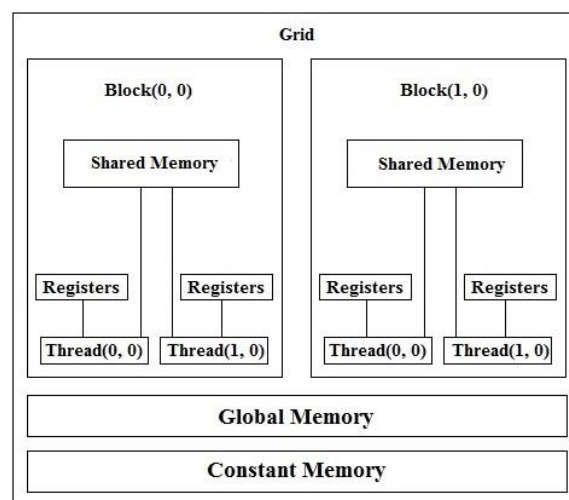 Grid
Block(0, 0)
Block(1, 0)
Shared Memory
Shared Memory
Registers
Registers
Registers
Registers
Thread(0, 0)
Thread(1, 0)
Thread(0, 0)
Thread(1, 0)
Global Memory
Constant Memory